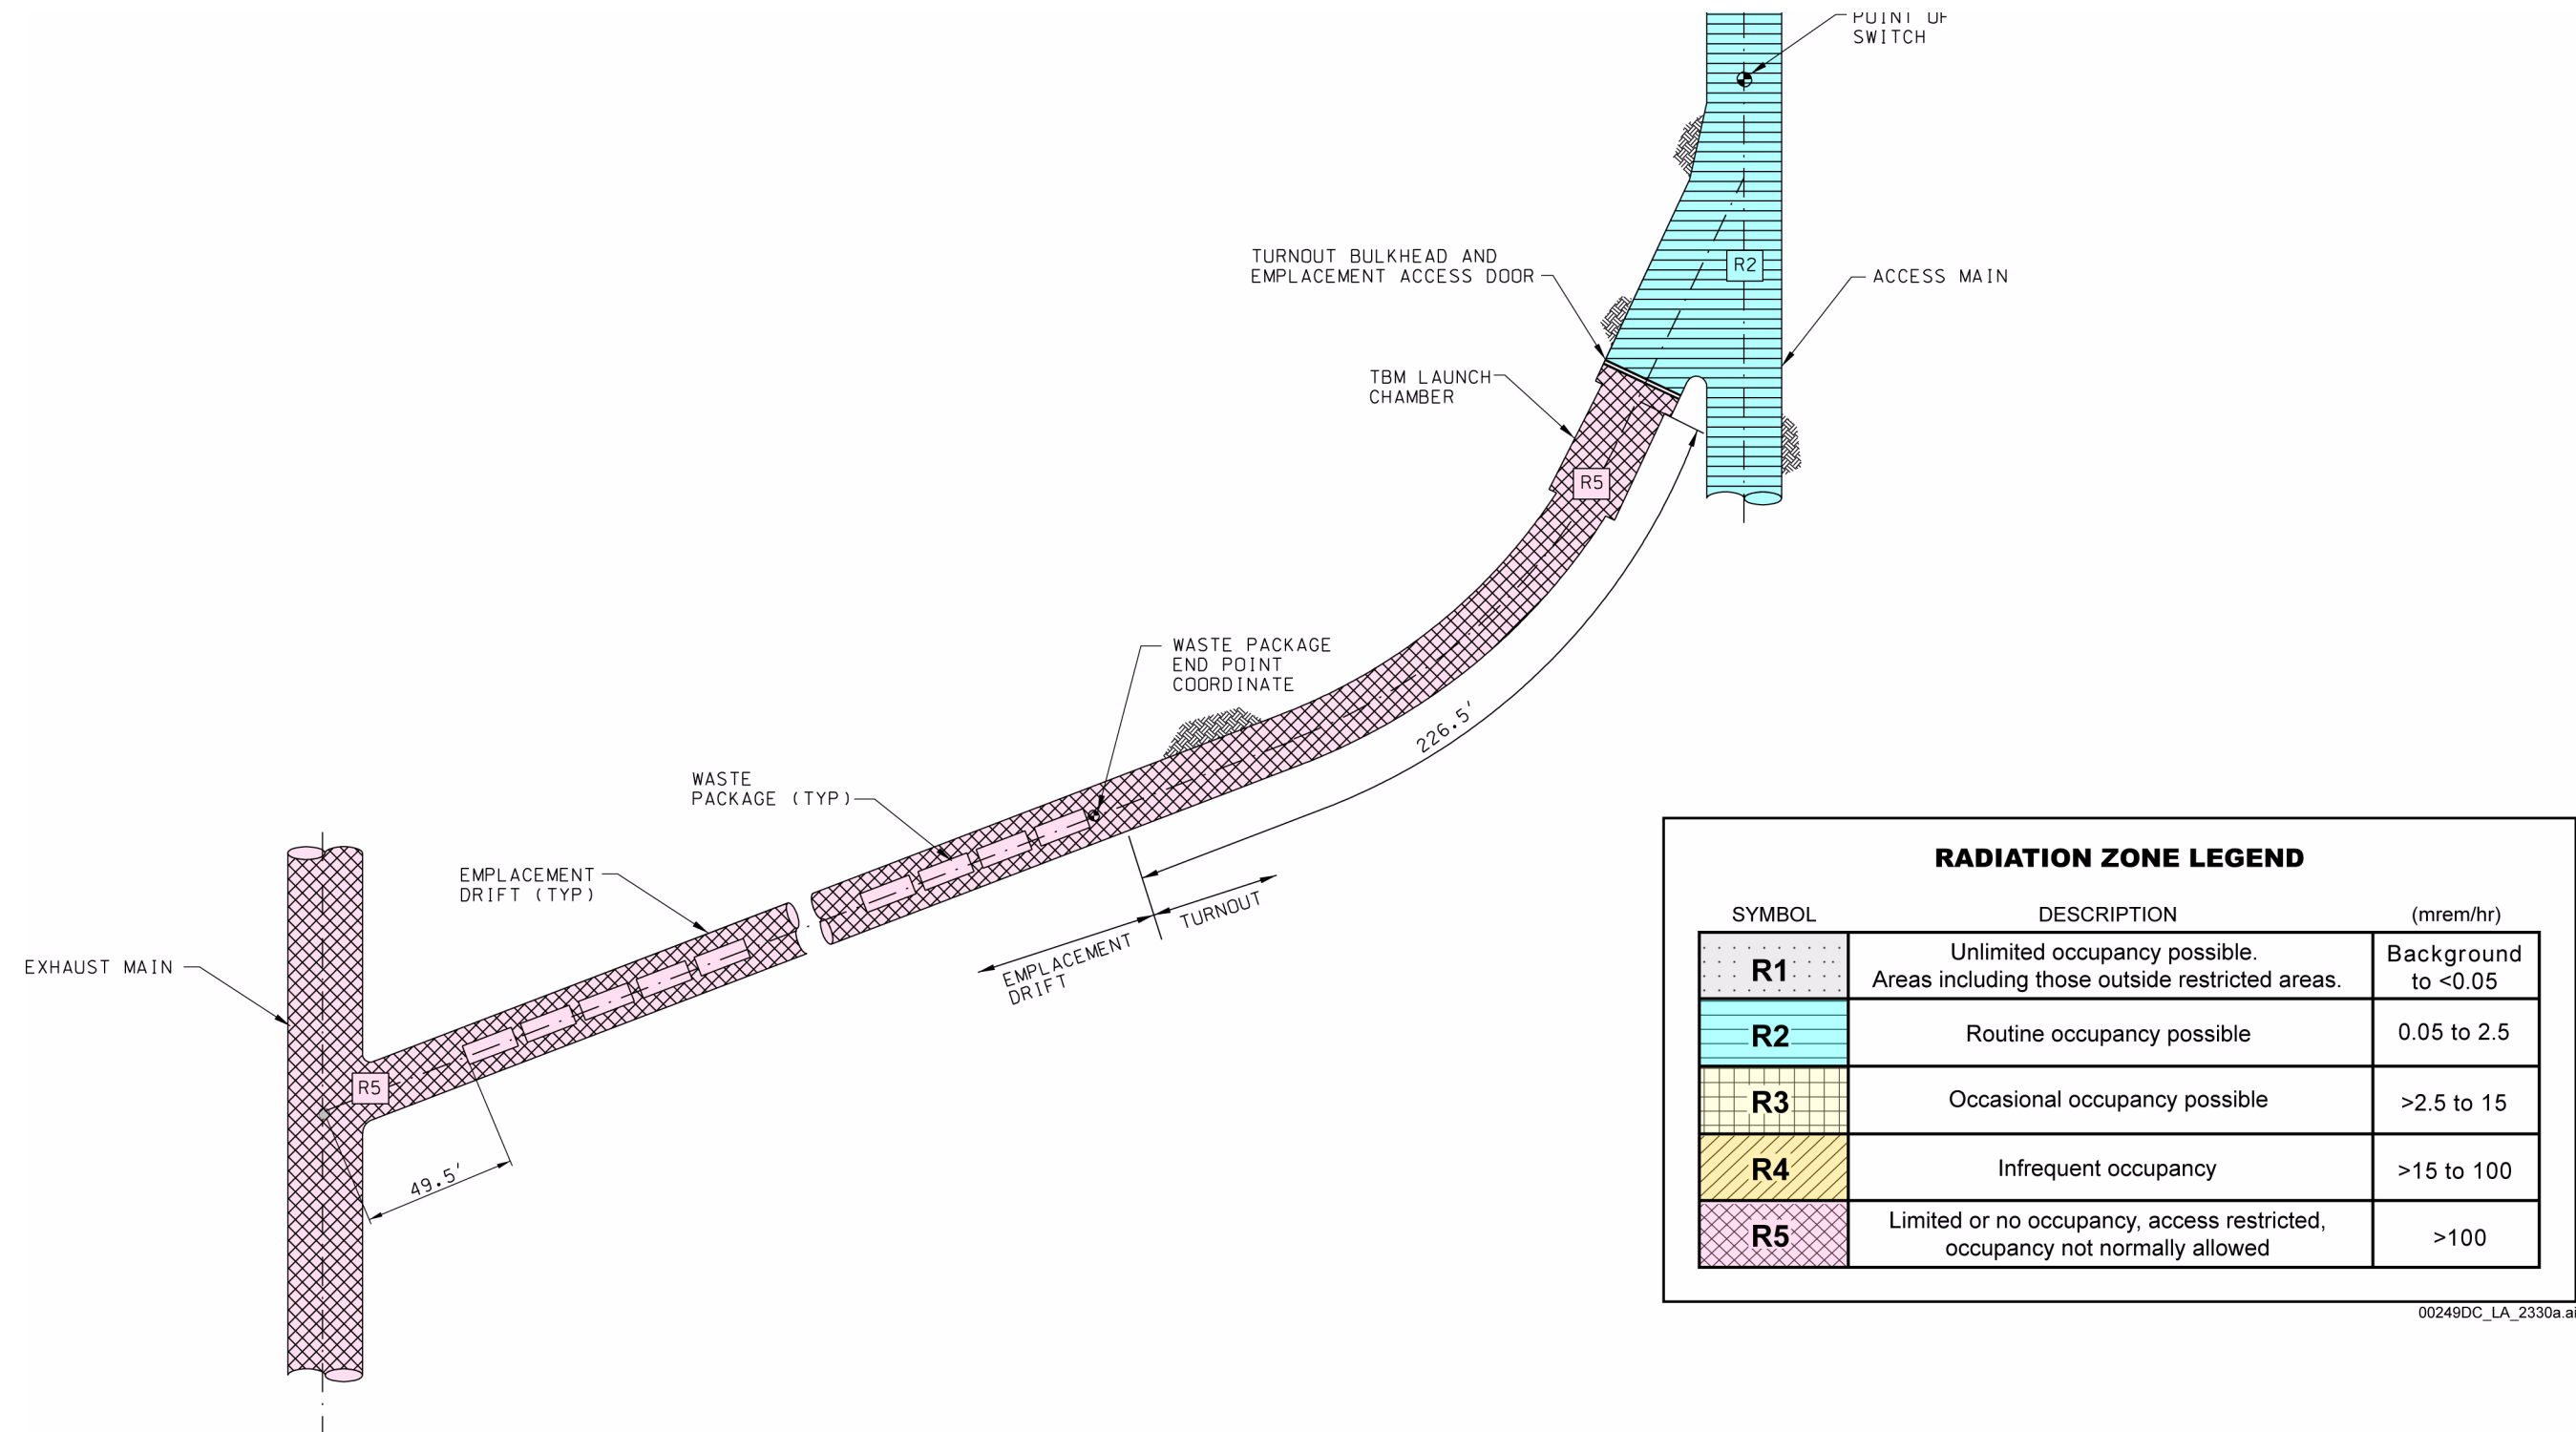 POINT OF
SWITCH
R2
TURNOUT BULKHEAD AND
EMPLACEMENT ACCESS DOOR
ACCESS MAIN
TBM LAUNCH
CHAMBER
R5
WASTE PACKAGE
END POINT
COORDINATE
226.5'
WASTE
PACKAGE (TYP)
EMPLACEMENT
DRIFT (TYP)
TURNOUT
EMPLACEMENT
DRIFT
EXHAUST MAIN
R5
49.5'
RADIATION ZONE LEGEND
SYMBOL DESCRIPTION (mrem/hr)
R1 Unlimited occupancy possible. Background
Areas including those outside restricted areas. to <0.05
R2 Routine occupancy possible 0.05 to 2.5
R3 Occasional occupancy possible >2.5 to 15
R4 Infrequent occupancy >15 to 100
R5 Limited or no occupancy, access restricted, >100
occupancy not normally allowed
00249DC_LA_2330a.ai